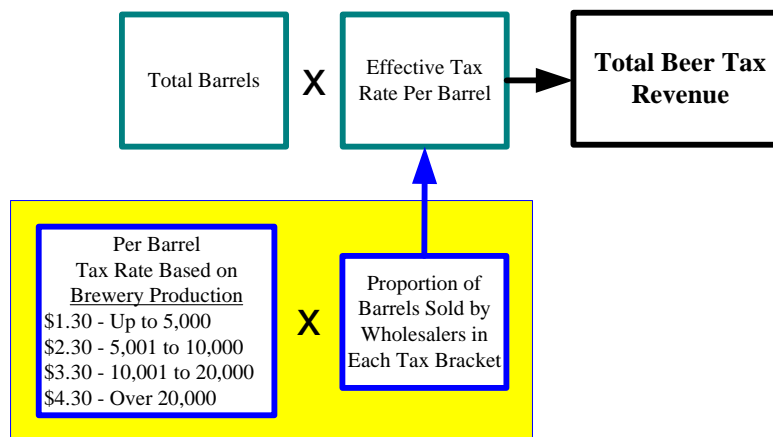 Total Barrels
X
Effective Tax
Rate Per Barrel
Total Beer Tax
Revenue
Per Barrel
Tax Rate Based on
Brewery Production
$1.30 - Up to 5,000
$2.30 - 5,001 to 10,000
$3.30 - 10,001 to 20,000
$4.30 - Over 20,000
X
Proportion of
Barrels Sold by
Wholesalers in
Each Tax Bracket